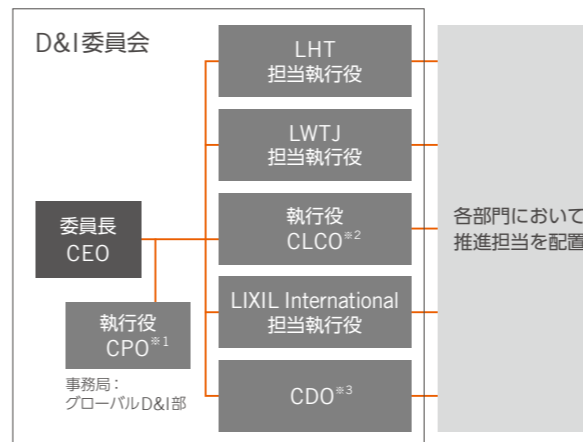 D&I委員会
LHT
担当執行役
LWTJ
担当執行役
委員長
CEO
執行役
CLCO※2
各部門において
推進担当を配置
執行役
CPO※1
事務局：
グローバルD&I部
LIXIL International
担当執行役
CDO※3